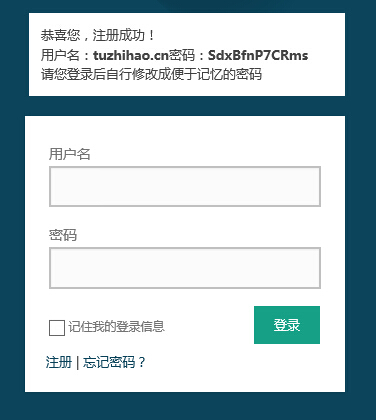 恭喜您，注册成功！
用户名：tuzhihao.cn密码：SdxBfnP7CRms
请您登录后自行修改成便于记忆的密码
用户名
密码
记住我的登录信息
登录
注册 | 忘记密码？